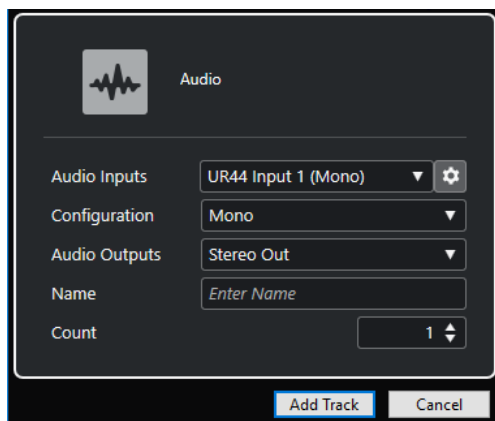 Audio
Audio Inputs UR44 Input 1 (Mono)
Configuration Mono
Audio Outputs Stereo Out
Name Enter Name
Count 1
Add Track Cancel